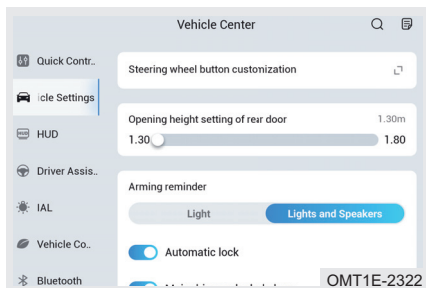 Vehicle Center
Quick Contr..
icle Settings
HUD
HUD
Driver Assis..
IAL
Vehicle Co..
Bluetooth
Steering wheel button customization
Opening height setting of rear door
1.30m
1.30
1.80
Arming reminder
Light
Lights and Speakers
Automatic lock
OMT1E-2322